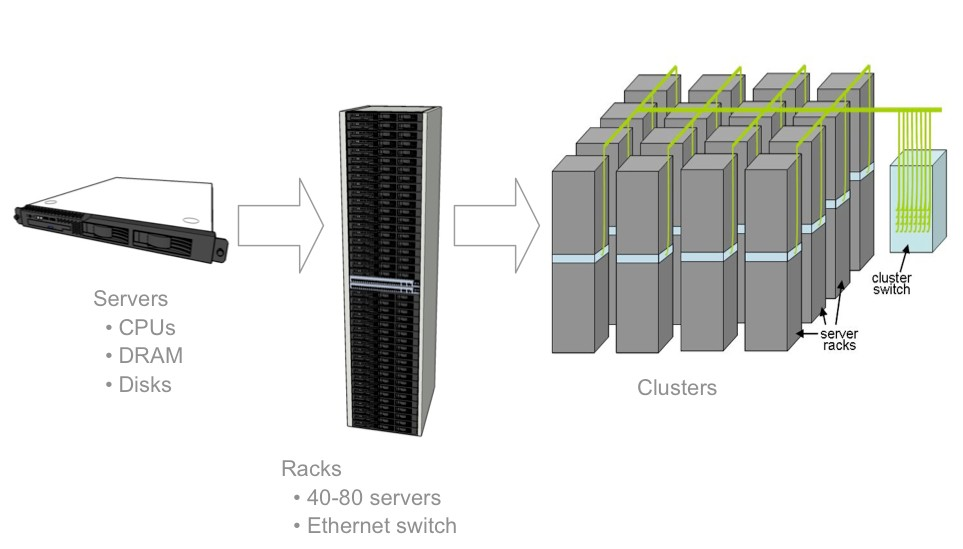 Servers
• CPUs
• DRAM
• Disks
Racks
• 40-80 servers
• Ethernet switch
Clusters
cluster
switch
server
racks